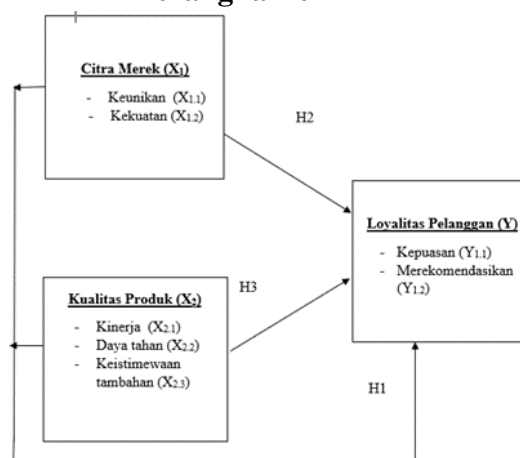 Citra Merek (X1)
- Keunikan (X1.1)
- Kekuatan (X1.2)
H2
Loyalitas Pelanggan (Y)
- Kepuasan (Y1.1)
- Merekomendasikan
(Y1.2)
Kualitas Produk (X2)
- Kinerja (X2.1)
- Daya tahan (X2.2)
- Keistimewaan
tambahan (X2.3)
H3
H1